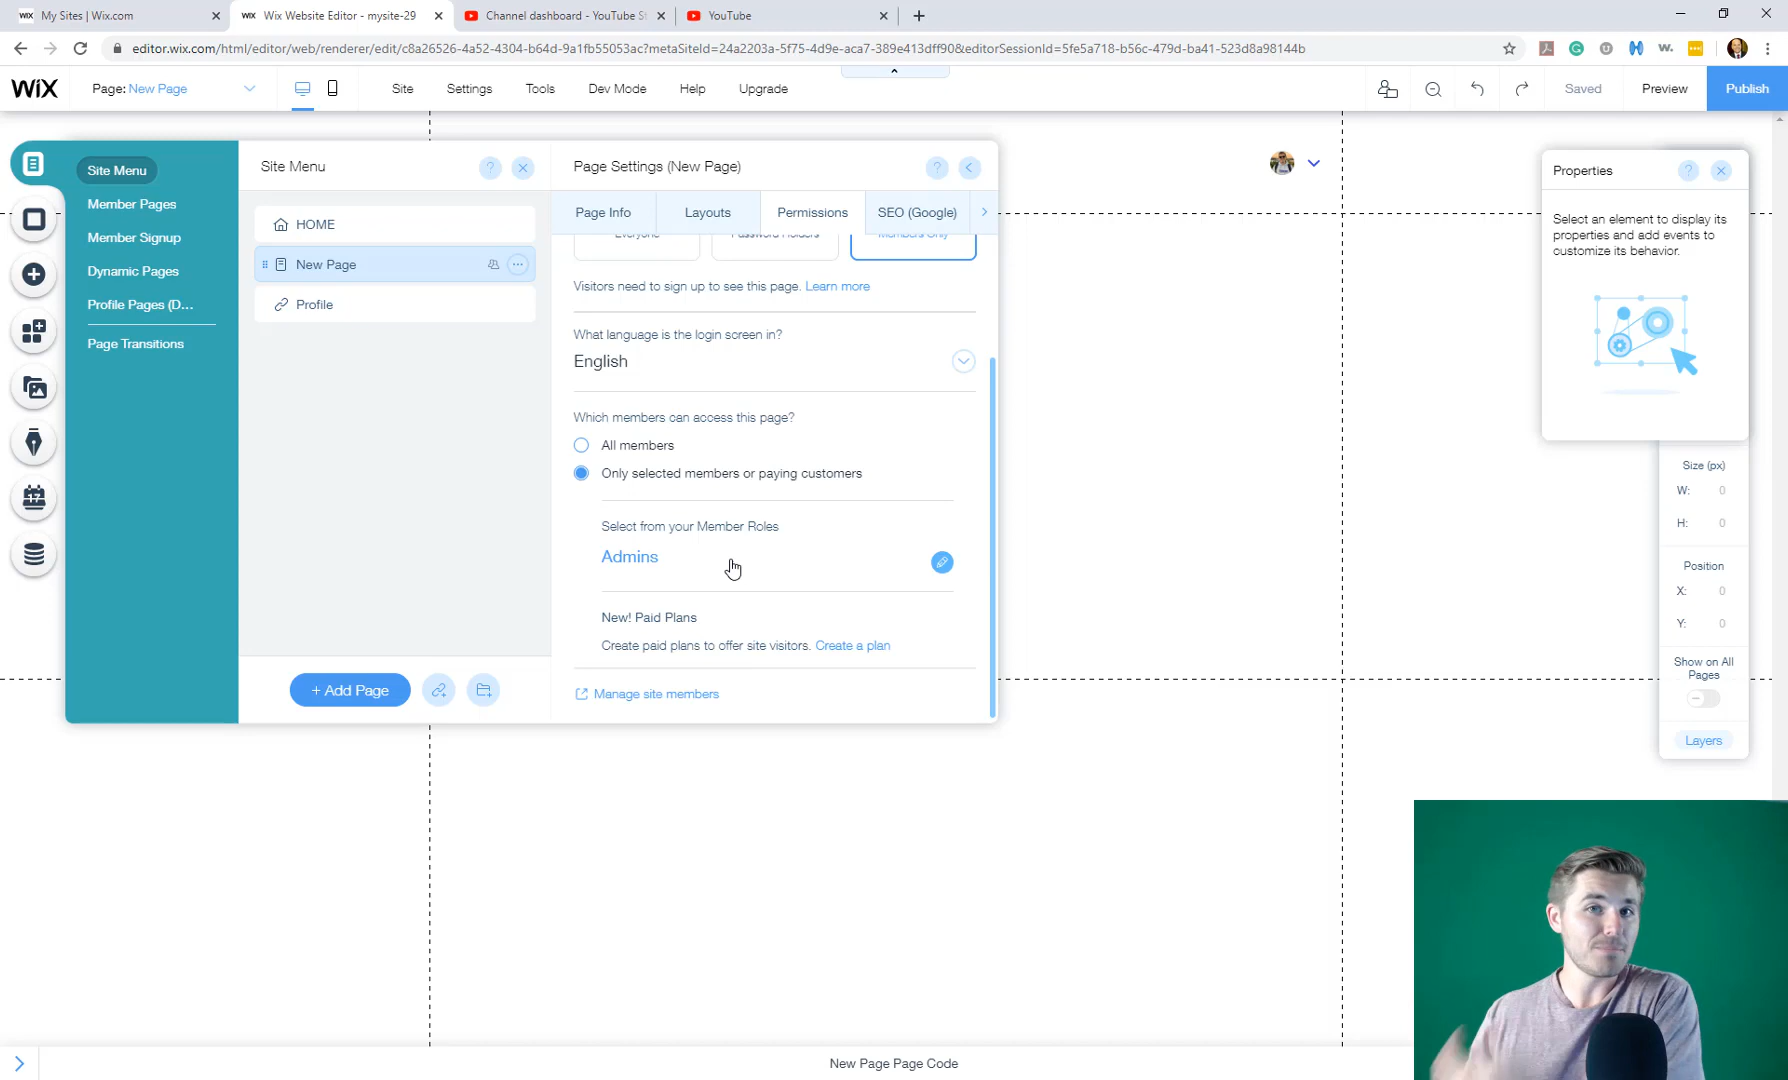 WIX My Sites | Wix.com
WIX Wix Website Editor - mysite-29
Channel dashboard - YouTube St
YouTube
editor.wix.com/html/editor/web/renderer/edit/c8a26526-4a52-4304-b64d-9a1fb55053ac?metaSiteId=24a2203a-5f75-4d9e-aca7-389e413dff90&editorSessionId=5fe5a718-b56c-479d-ba41-523d8a98144b
WIX
Page: New Page
Site
Settings
Tools
Dev Mode
Help
Upgrade
Saved
Preview
Publish
Site Menu
Member Pages
Member Signup
Dynamic Pages
Profile Pages (D...
Page Transitions
17
Site Menu
?
HOME
New Page
Profile
+ Add Page
Page Settings (New Page)
?
Page Info
Layouts
Permissions
SEO (Google)
Everyone
Password Holders
Members Only
Visitors need to sign up to see this page. Learn more
What language is the login screen in?
English
Which members can access this page?
All members
Only selected members or paying customers
Select from your Member Roles
Admins
New! Paid Plans
Create paid plans to offer site visitors. Create a plan
Manage site members
Properties
?
Select an element to display its
properties and add events to
customize its behavior.
Size (px)
W: 0
H: 0
Position
X: 0
Y: 0
Show on All
Pages
Layers
New Page Page Code